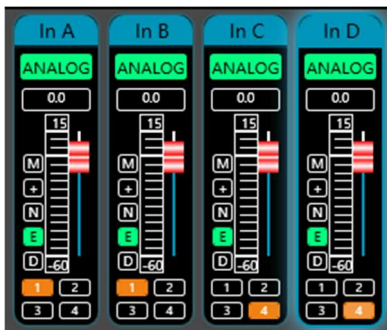 In A In B In C In D
ANALOG ANALOG ANALOG ANALOG
0.0 0.0 0.0 0.0
15 15 15 15
M M M M
+ + + +
N N N N
E E E E
D -60 D -60 D -60 D -60
1 2 1 2 1 2 1 2
3 4 3 4 3 4 3 4